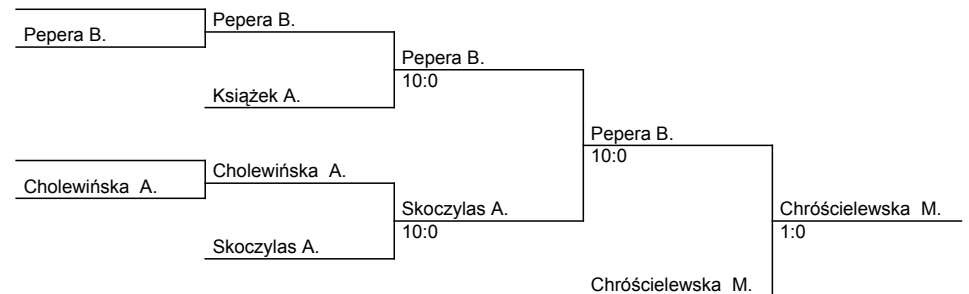 Pepera B.
Pepera B.
Pepera B.
10:0
Książek A.
Pepera B.
10:0
Cholewińska A.
Cholewińska A.
Skoczylas A.
10:0
Chróścielewska M.
1:0
Skoczylas A.
Chróścielewska M.